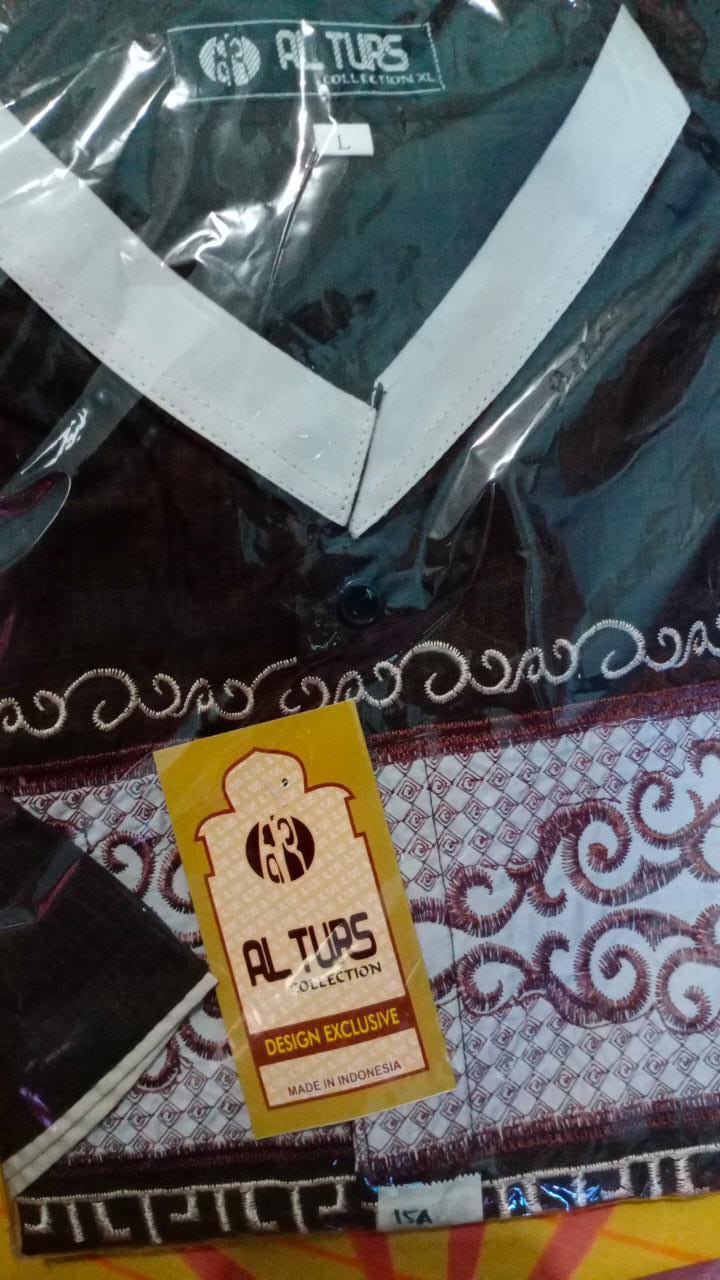 AL TURS
COLLECTION XL
L
AL TURS
COLLECTION
DESIGN EXCLUSIVE
MADE IN INDONESIA
15A